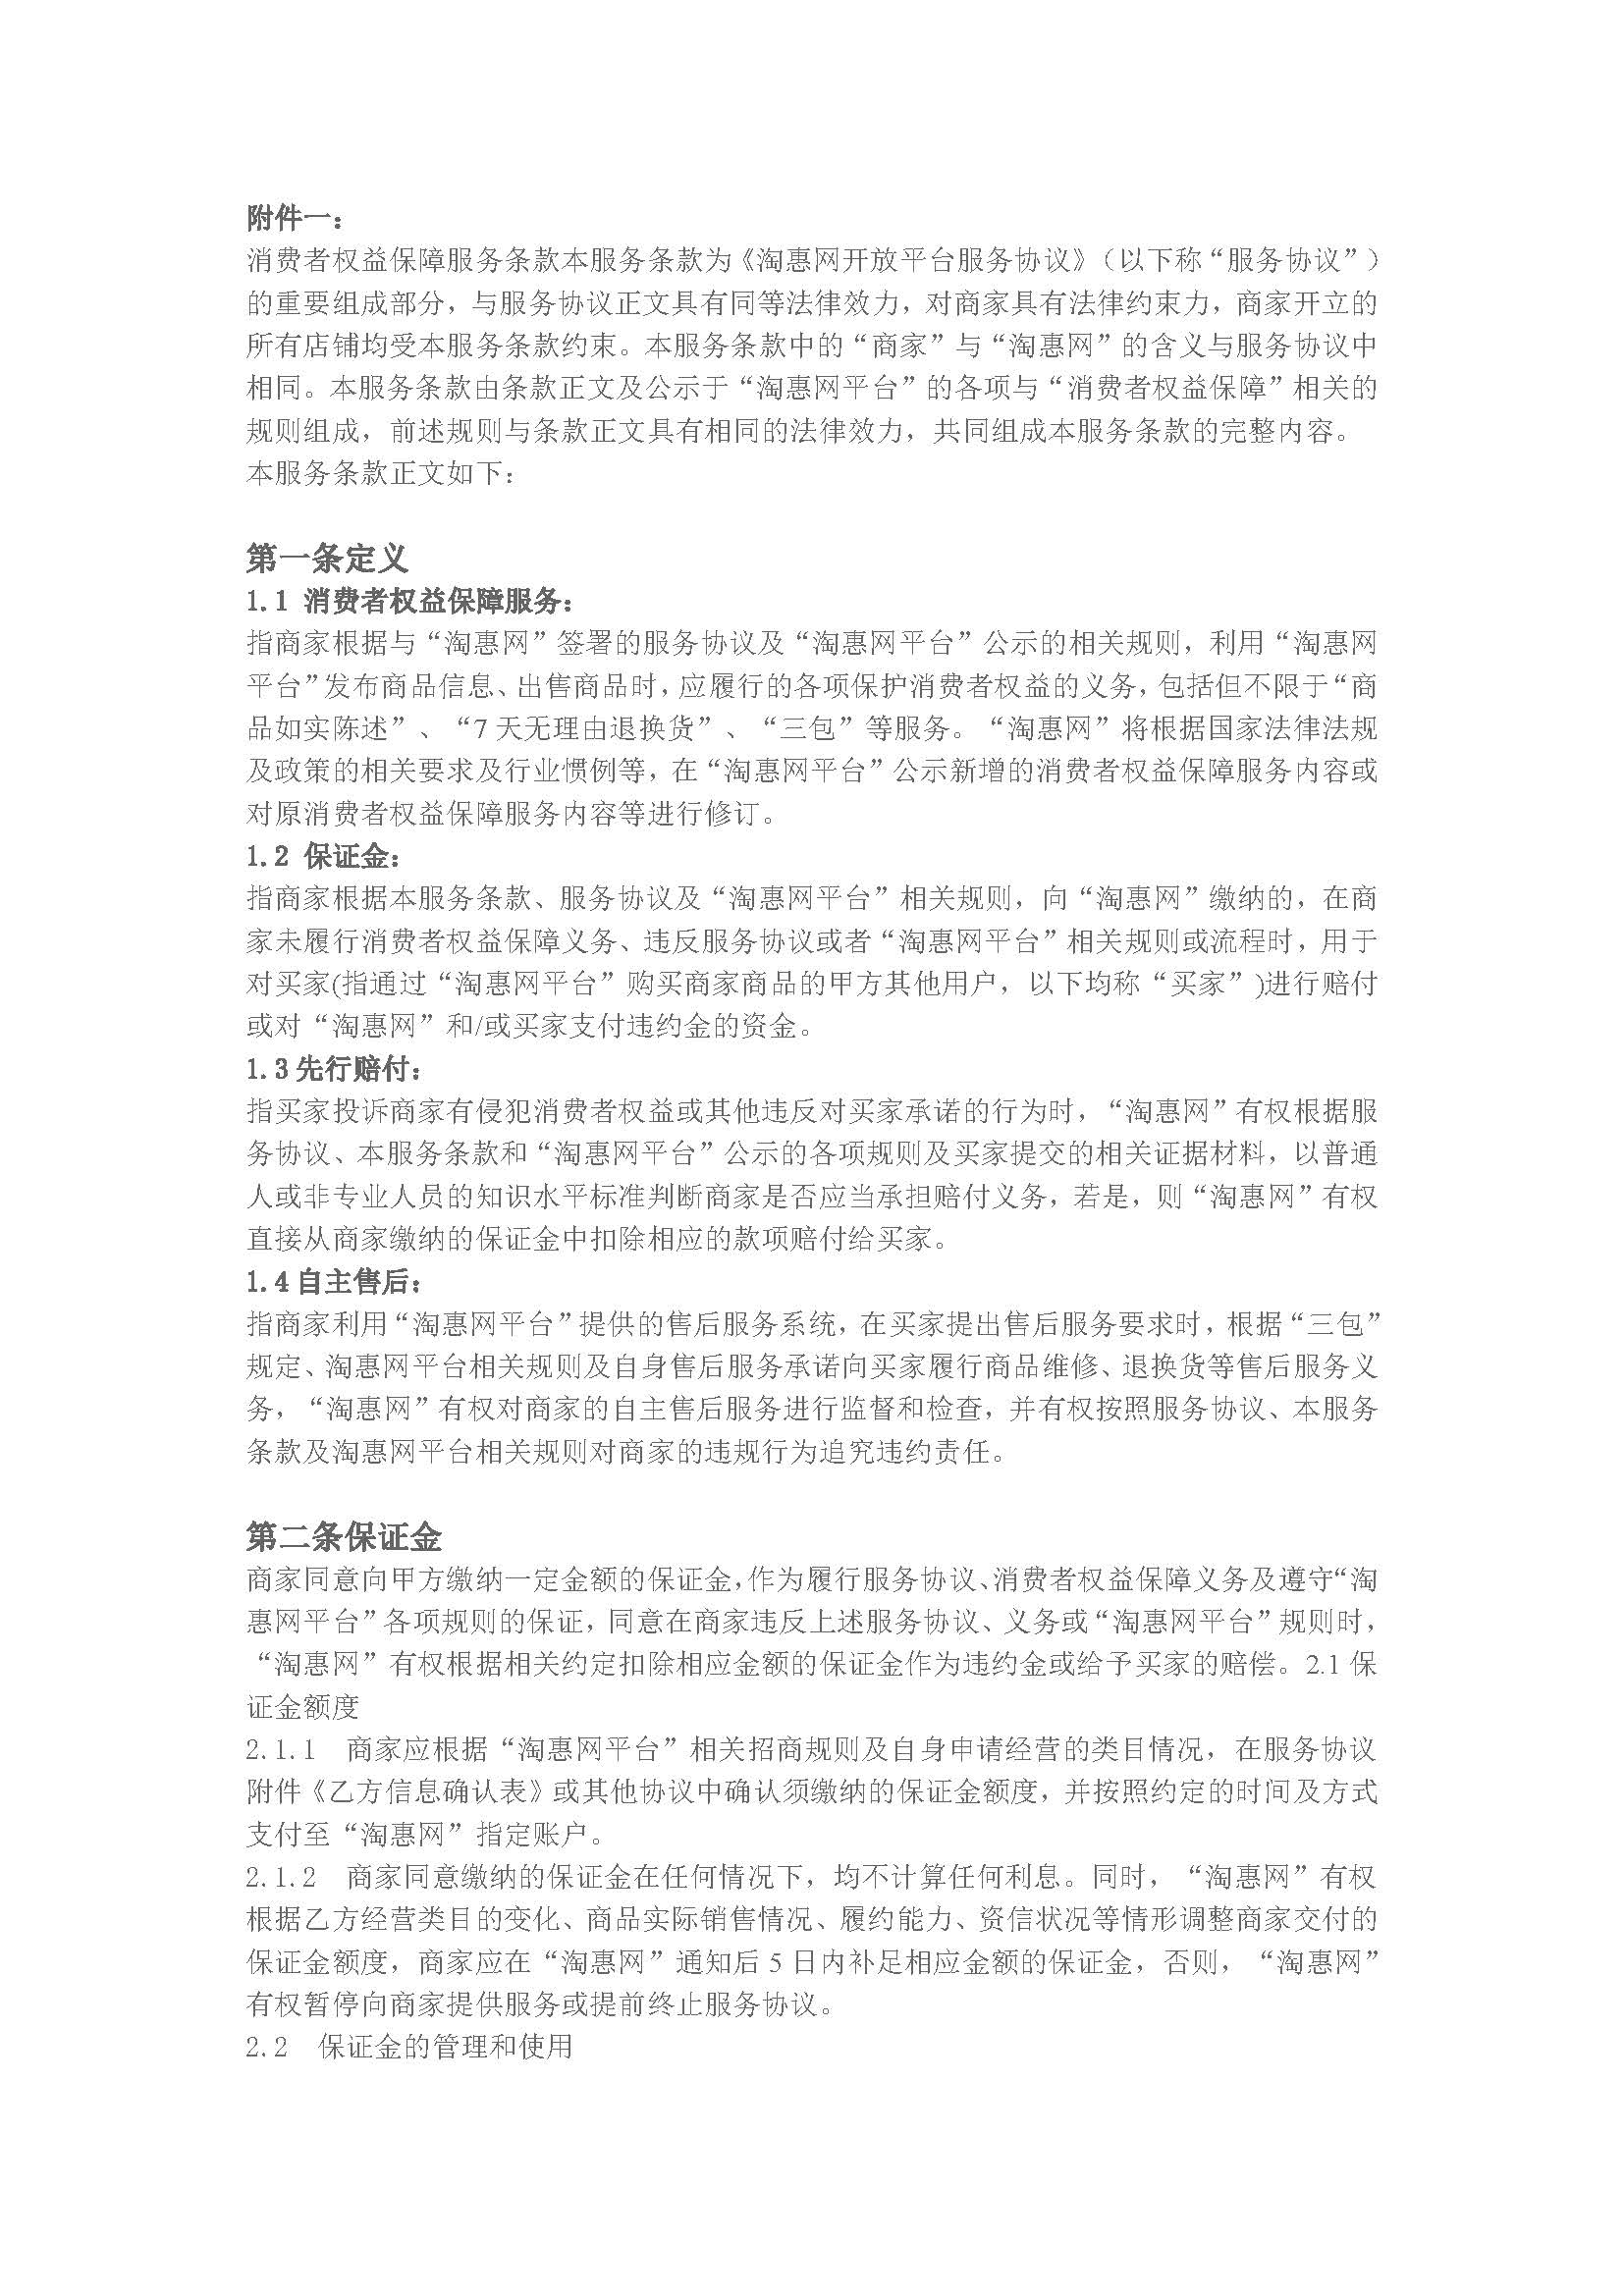 附件一：
消费者权益保障服务条款本服务条款为《淘惠网开放平台服务协议》（以下称“服务协议”）
的重要组成部分，与服务协议正文具有同等法律效力，对商家具有法律约束力，商家开立的
所有店铺均受本服务条款约束。本服务条款中的“商家”与“淘惠网”的含义与服务协议中
相同。本服务条款由条款正文及公示于“淘惠网平台”的各项与“消费者权益保障”相关的
规则组成，前述规则与条款正文具有相同的法律效力，共同组成本服务条款的完整内容。
本服务条款正文如下：
第一条定义
1.1 消费者权益保障服务：
指商家根据与“淘惠网”签署的服务协议及“淘惠网平台”公示的相关规则，利用“淘惠网
平台”发布商品信息、出售商品时，应履行的各项保护消费者权益的义务，包括但不限于“商
品如实陈述”、“7 天无理由退换货”、“三包”等服务。“淘惠网”将根据国家法律法规
及政策的相关要求及行业惯例等，在“淘惠网平台”公示新增的消费者权益保障服务内容或
对原消费者权益保障服务内容等进行修订。
1.2 保证金：
指商家根据本服务条款、服务协议及“淘惠网平台”相关规则，向“淘惠网”缴纳的，在商
家未履行消费者权益保障义务、违反服务协议或者“淘惠网平台”相关规则或流程时，用于
对买家(指通过“淘惠网平台”购买商家商品的甲方其他用户，以下均称“买家”)进行赔付
或对“淘惠网”和/或买家支付违约金的资金。
1.3 先行赔付：
指买家投诉商家有侵犯消费者权益或其他违反对买家承诺的行为时，“淘惠网”有权根据服
务协议、本服务条款和“淘惠网平台”公示的各项规则及买家提交的相关证据材料，以普通
人或非专业人员的知识水平标准判断商家是否应当承担赔付义务，若是，则“淘惠网”有权
直接从商家缴纳的保证金中扣除相应的款项赔付给买家。
1.4 自主售后：
指商家利用“淘惠网平台”提供的售后服务系统，在买家提出售后服务要求时，根据“三包”
规定、淘惠网平台相关规则及自身售后服务承诺向买家履行商品维修、退换货等售后服务义
务，“淘惠网”有权对商家的自主售后服务进行监督和检查，并有权按照服务协议、本服务
条款及淘惠网平台相关规则对商家的违规行为追究违约责任。
第二条保证金
商家同意向甲方缴纳一定金额的保证金，作为履行服务协议、消费者权益保障义务及遵守“淘
惠网平台”各项规则的保证，同意在商家违反上述服务协议、义务或“淘惠网平台”规则时，
“淘惠网”有权根据相关约定扣除相应金额的保证金作为违约金或给予买家的赔偿。2.1 保
证金额度
2.1.1 商家应根据“淘惠网平台”相关招商规则及自身申请经营的类目情况，在服务协议
附件《乙方信息确认表》或其他协议中确认须缴纳的保证金额度，并按照约定的时间及方式
支付至“淘惠网”指定账户。
2.1.2 商家同意缴纳的保证金在任何情况下，均不计算任何利息。同时，“淘惠网”有权
根据乙方经营类目的变化、商品实际销售情况、履约能力、资信状况等情形调整商家交付的
保证金额度，商家应在“淘惠网”通知后 5 日内补足相应金额的保证金，否则，“淘惠网”
有权暂停向商家提供服务或提前终止服务协议。
2.2 保证金的管理和使用